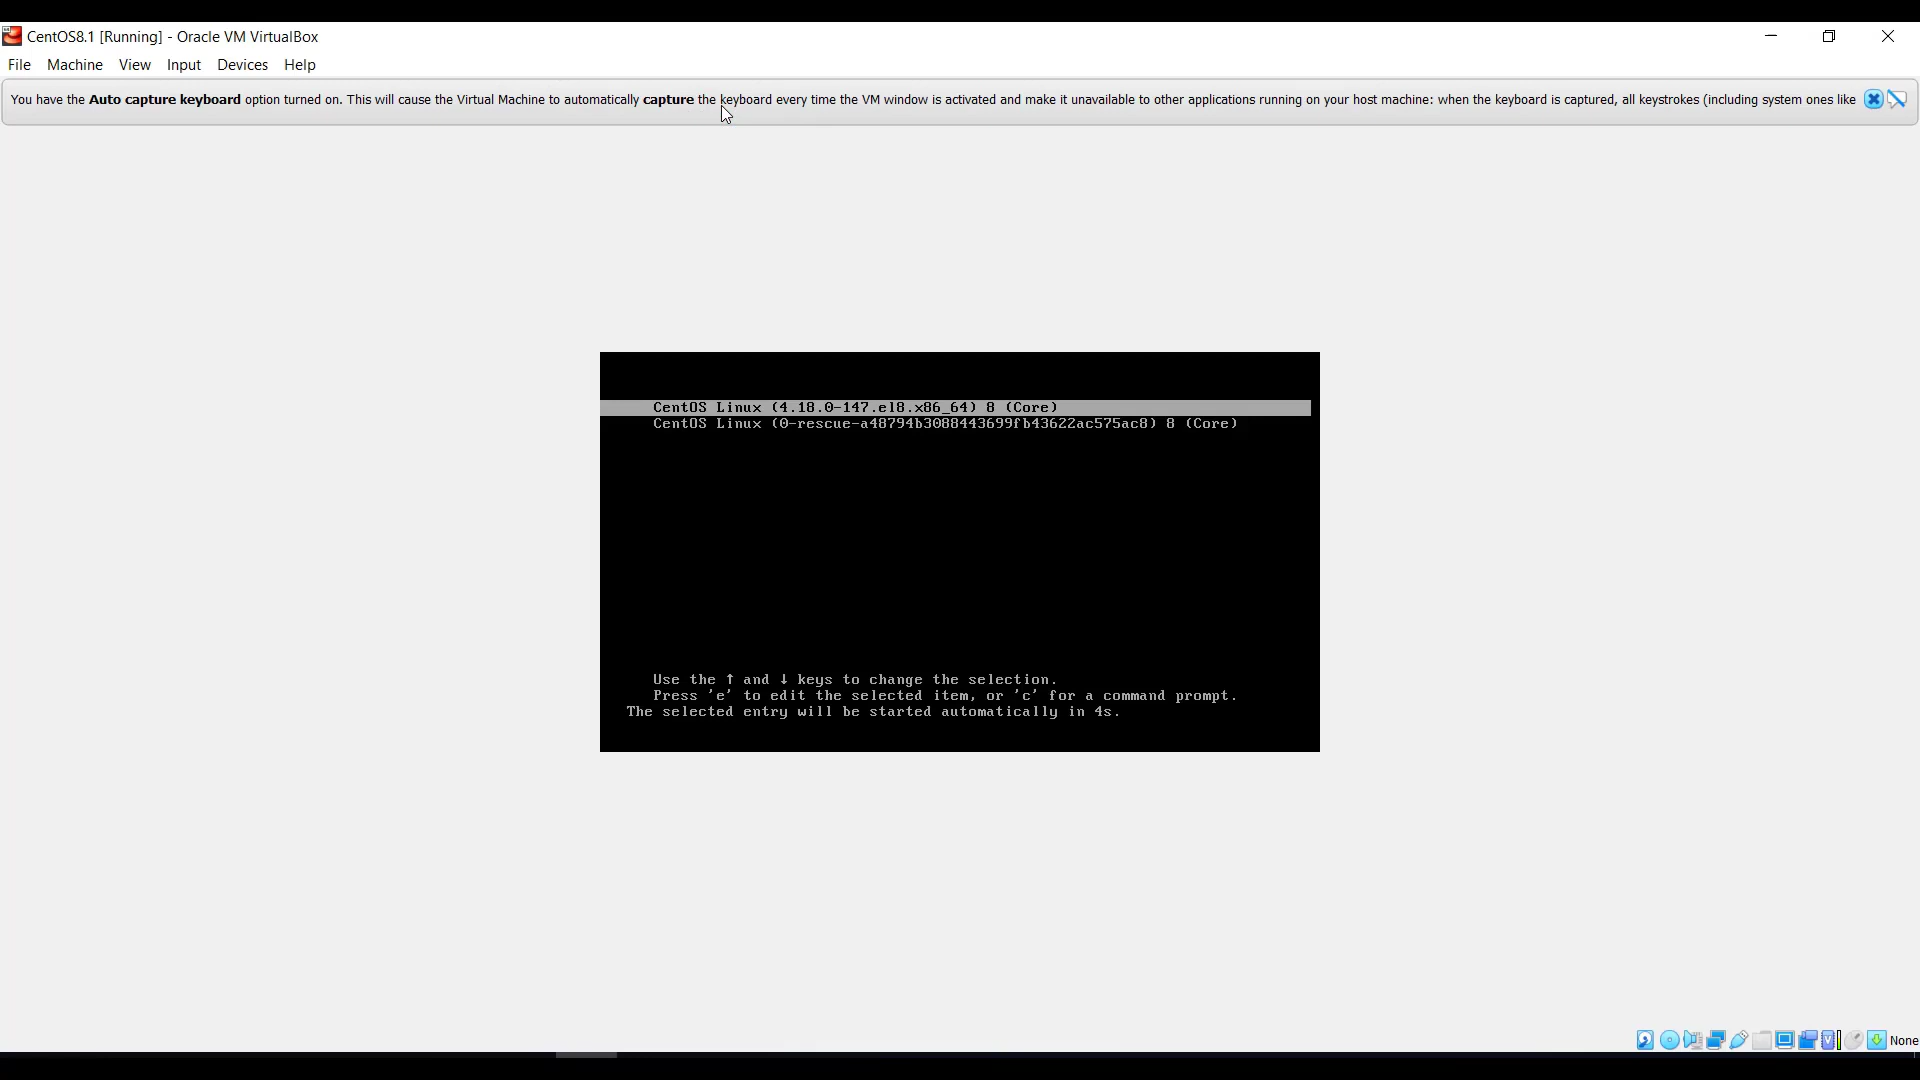 CentOS8.1 [Running] - Oracle VM VirtualBox
File Machine View Input Devices Help
You have the Auto capture keyboard option turned on. This will cause the Virtual Machine to automatically capture the keyboard every time the VM window is activated and make it unavailable to other applications running on your host machine: when the keyboard is captured, all keystrokes (including system ones like
CentOS Linux (4.18.0-147.el8.x86_64) 8 (Core)
CentOS Linux (0-rescue-a48794b3088443699fb43622ac575ac8) 8 (Core)
Use the ↑ and ↓ keys to change the selection.
Press 'e' to edit the selected item, or 'c' for a command prompt.
The selected entry will be started automatically in 4s.
None